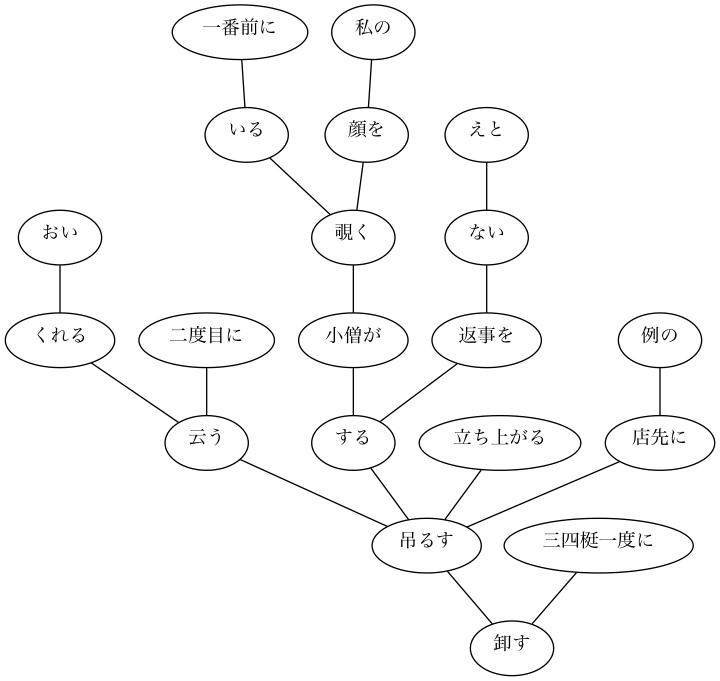 一番前に
私の
いる
顔を
えと
おい
覗く
ない
くれる
二度目に
小僧が
返事を
例の
云う
する
立ち上がる
店先に
吊るす
三四梃一度に
卸す